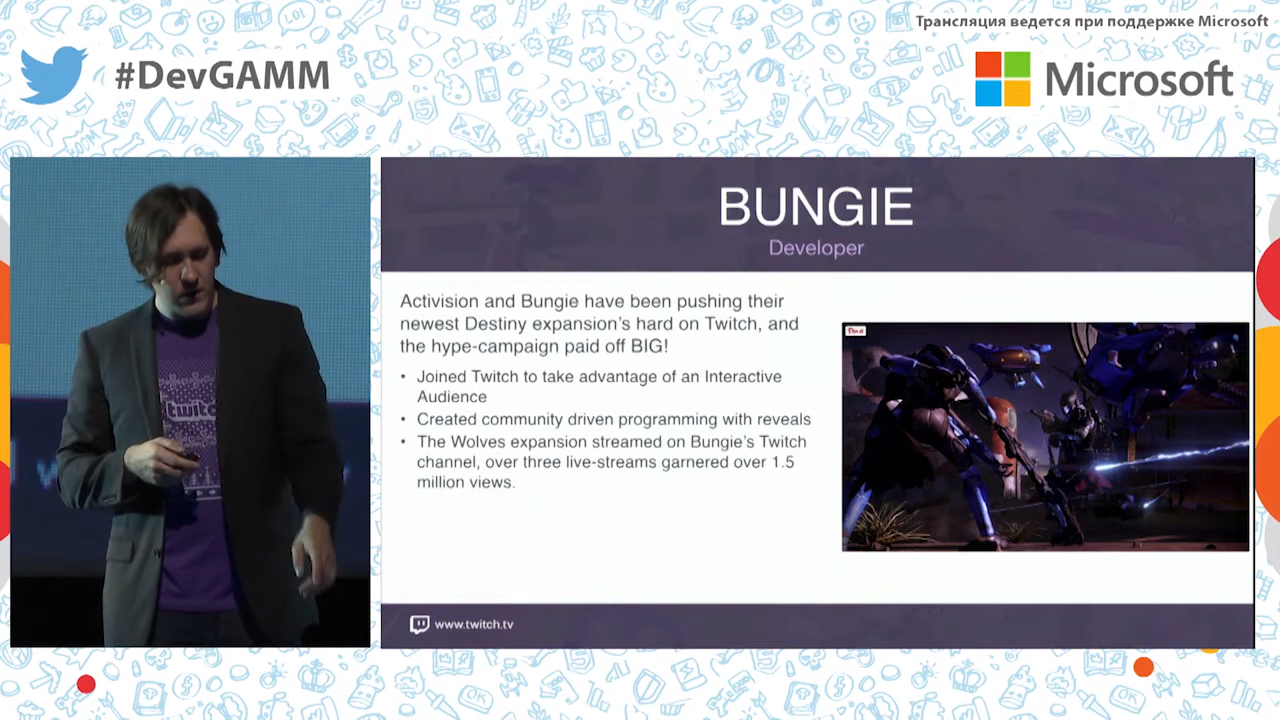 Трансляция ведется при поддержке Microsoft
#DevGAMM
Microsoft
BUNGIE
Developer
Activision and Bungie have been pushing their
newest Destiny expansion's hard on Twitch, and
the hype-campaign paid off BIG!
• Joined Twitch to take advantage of an Interactive
Audience
• Created community driven programming with reveals
• The Wolves expansion streamed on Bungie's Twitch
channel, over three live-streams garnered over 1.5
million views.
www.twitch.tv